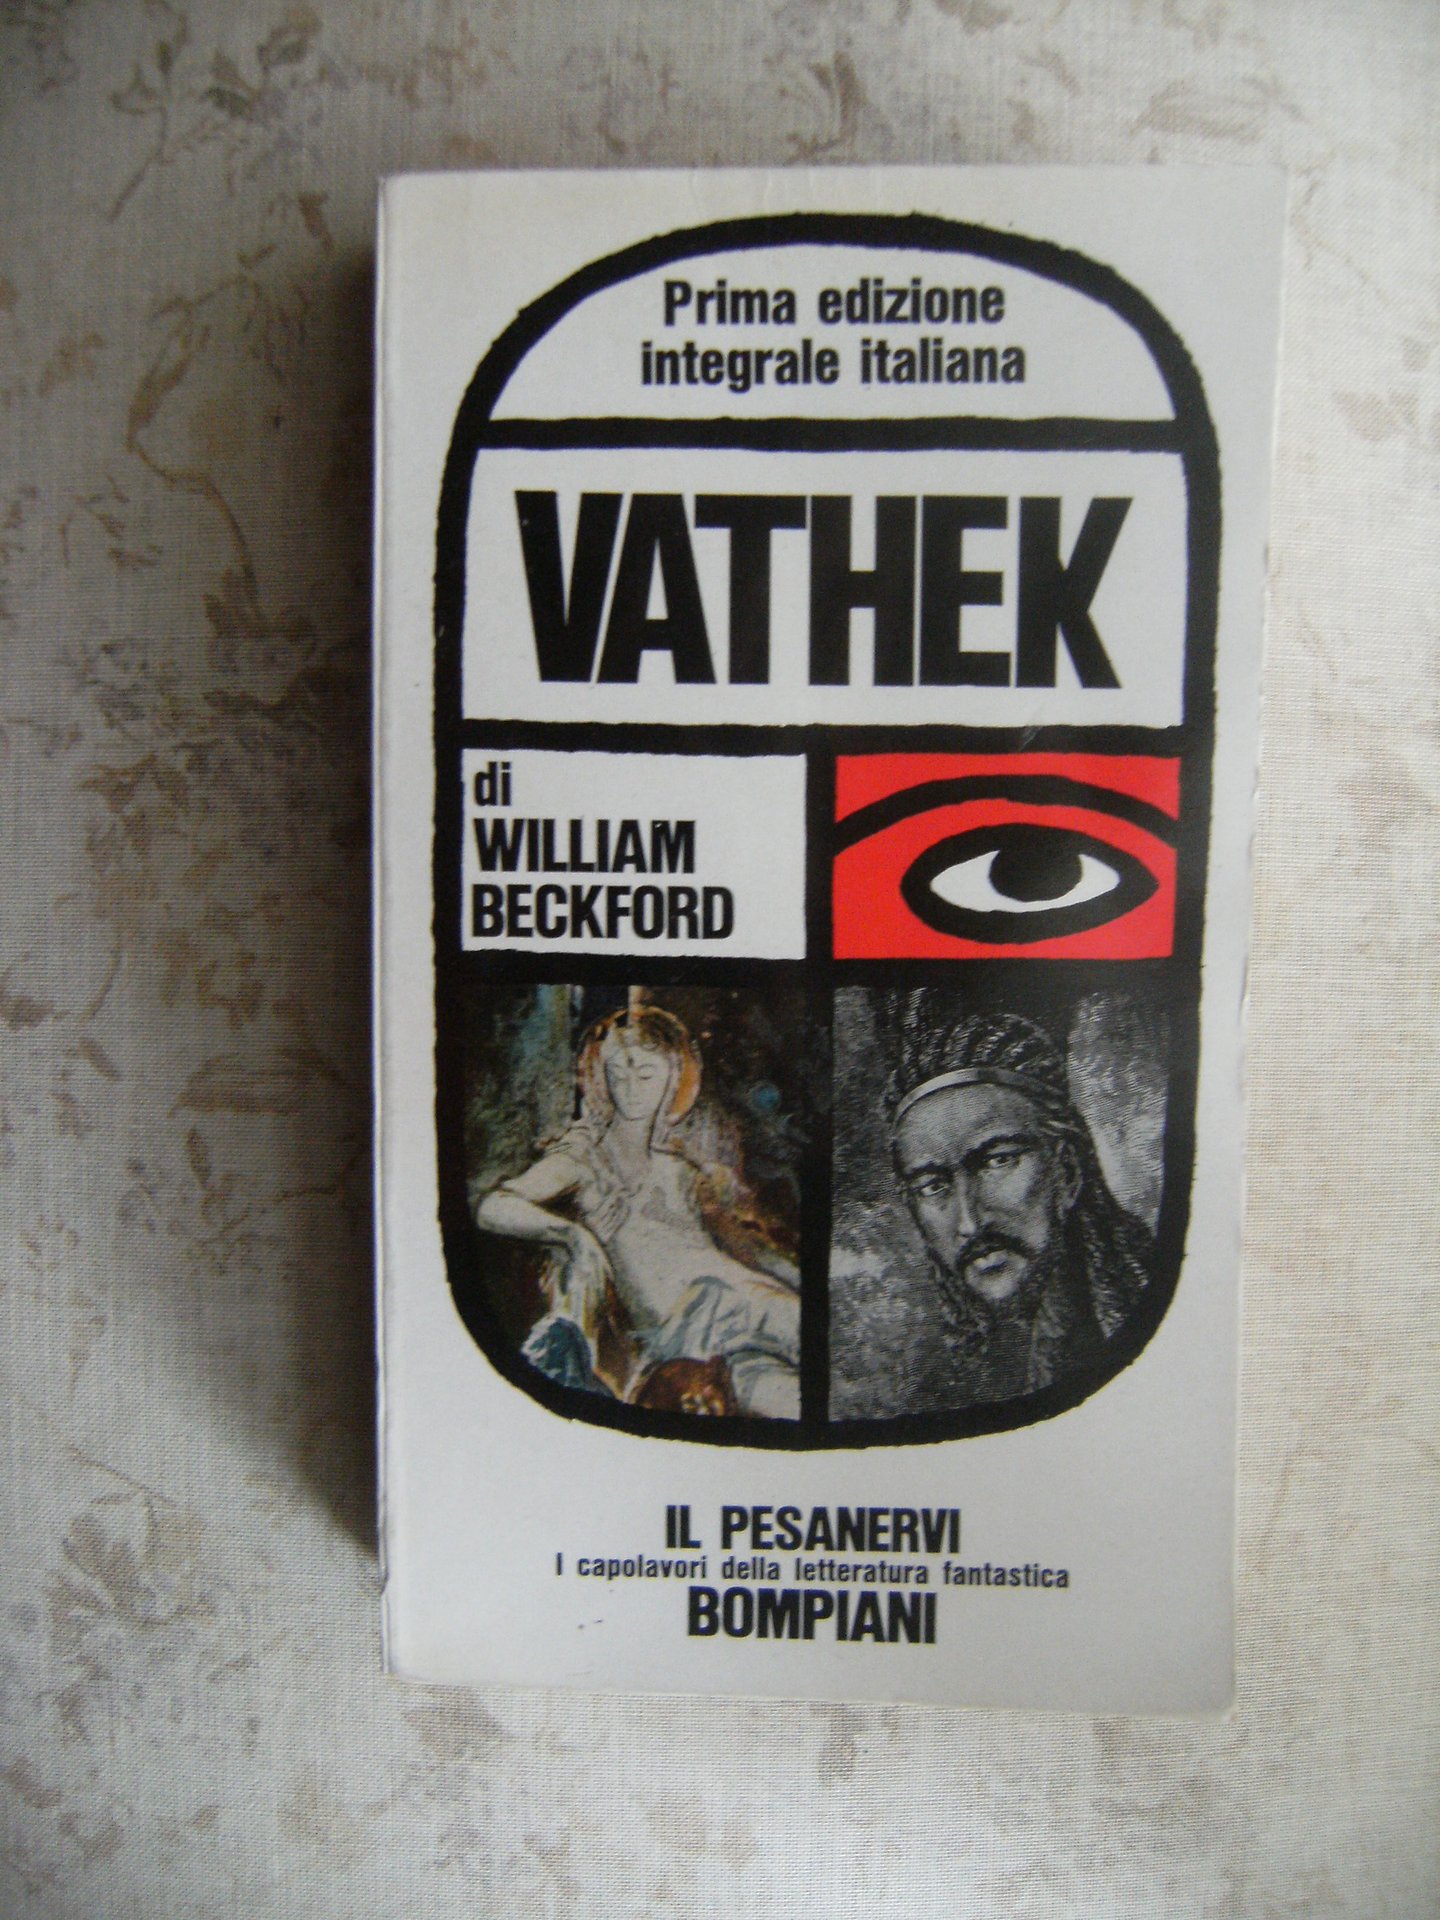 Prima edizione
integrale italiana
VATHEK
di
WILLIAM
BECKFORD
IL PESANERVI
I capolavori della letteratura fantastica
BOMPIANI